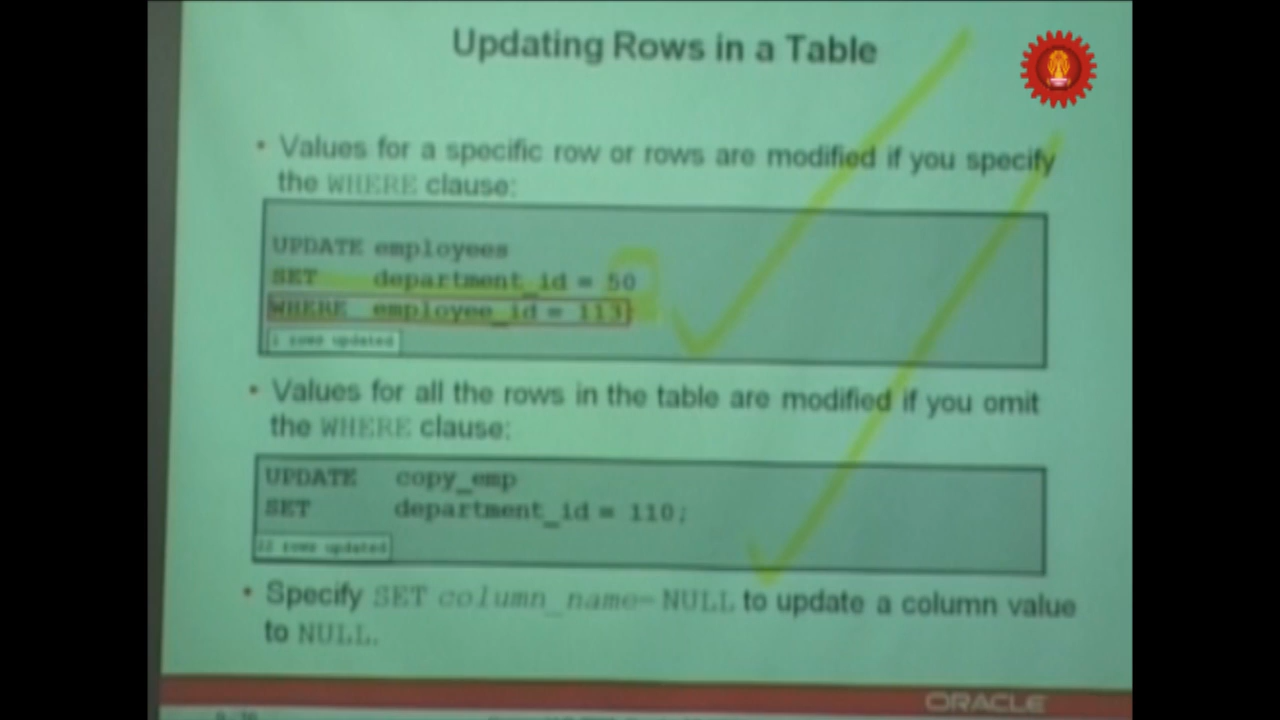 Updating Rows in a Table
• Values for a specific row or rows are modified if you specify
the WHERE clause:
UPDATE employees
SET department_id = 50
WHERE employee_id = 113;
1 rows updated
• Values for all the rows in the table are modified if you omit
the WHERE clause:
UPDATE copy_emp
SET department_id = 110;
22 rows updated
• Specify SET column_name= NULL to update a column value
to NULL.
ORACLE